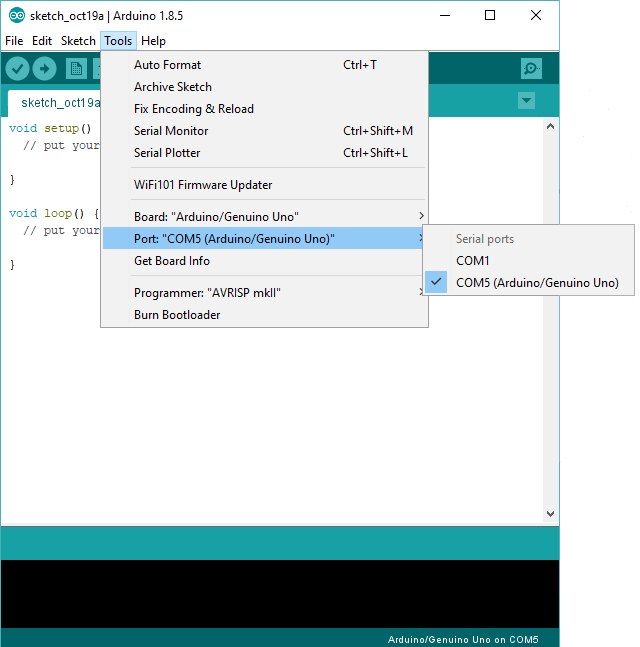 sketch_oct19a | Arduino 1.8.5
File Edit Sketch Tools Help
sketch_oct19a
void setup()
// put your
}
void loop() {
// put your
}
Auto Format Ctrl+T
Archive Sketch
Fix Encoding & Reload
Serial Monitor Ctrl+Shift+M
Serial Plotter Ctrl+Shift+L
WiFi101 Firmware Updater
Board: "Arduino/Genuino Uno"
Port: "COM5 (Arduino/Genuino Uno)"
Get Board Info
Programmer: "AVRISP mkII"
Burn Bootloader
Serial ports
COM1
COM5 (Arduino/Genuino Uno)
Arduino/Genuino Uno on COM5